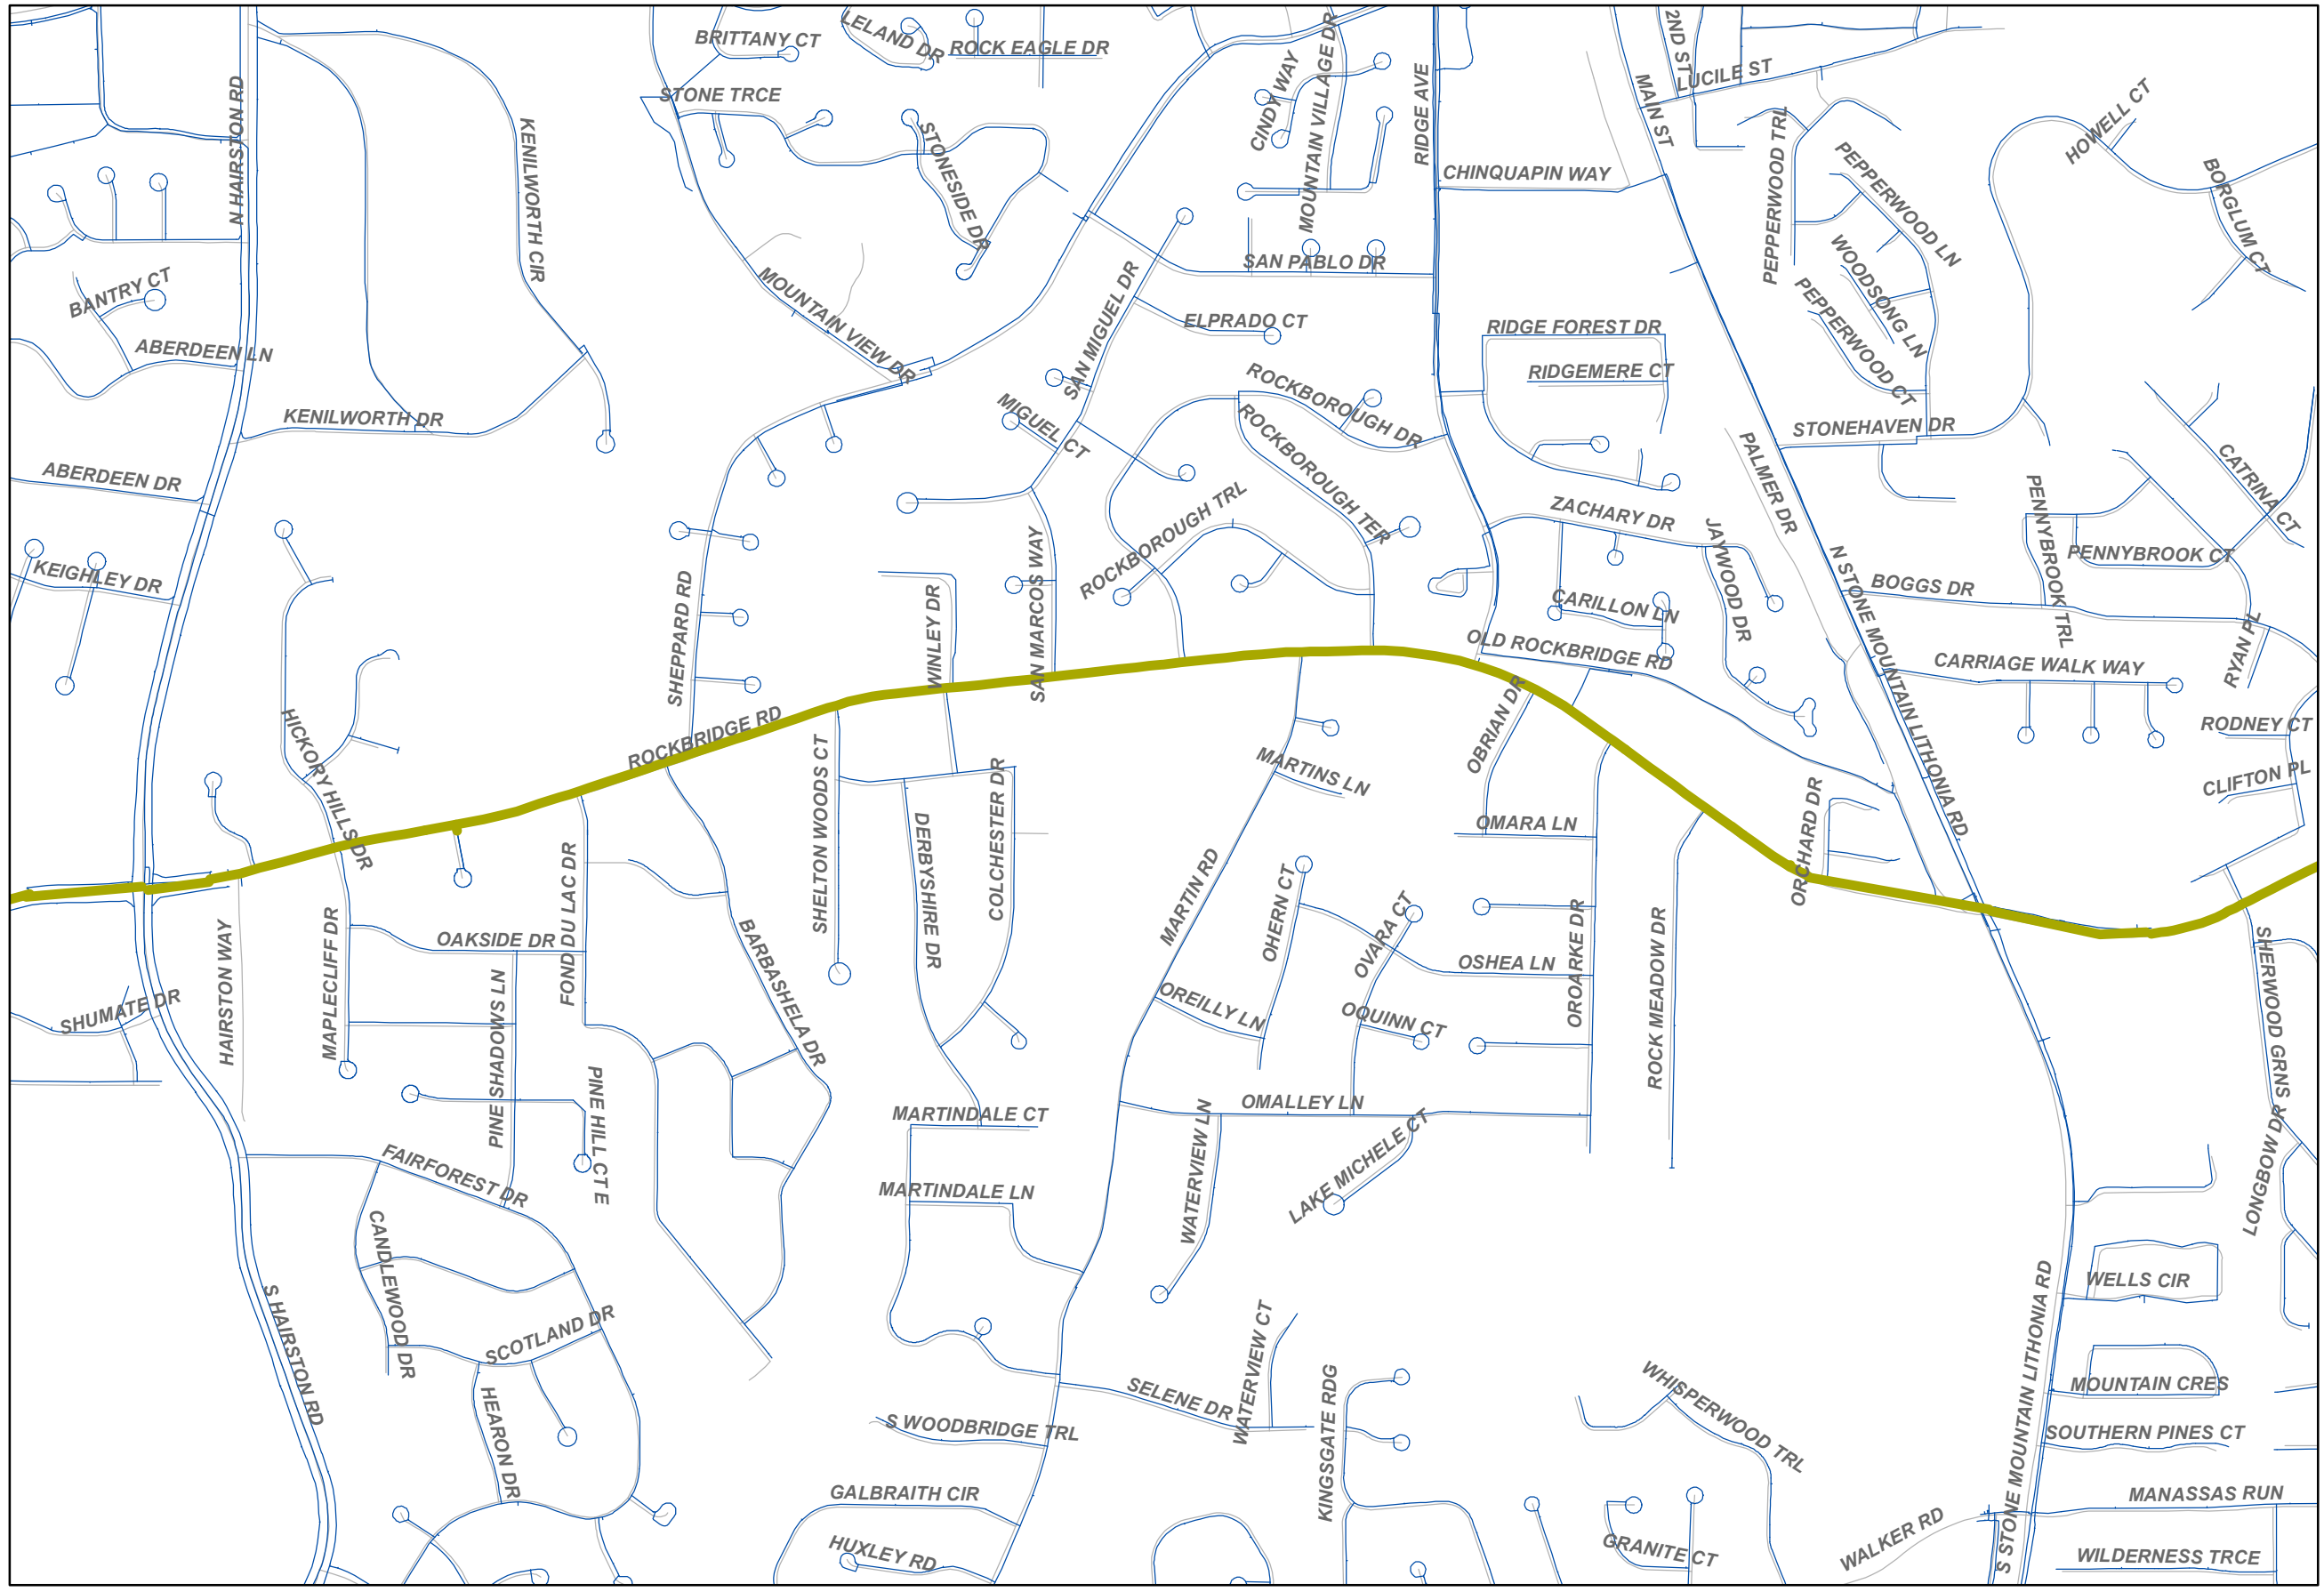 BRITTANY CT
LELAND DR
ROCK EAGLE DR
STONE TRCE
STONESIDE DR
CINDY WAY
MOUNTAIN VILLAGE DR
RIDGE AVE
MAIN ST
2ND ST
LUCILE ST
N HAIRSTON RD
KENILWORTH CIR
CHINQUAPIN WAY
PEPPERWOOD TRL
PEPPERWOOD LN
HOWELL CT
BORGLUM CT
BANTRY CT
MOUNTAIN VIEW DR
SAN MIGUEL DR
SAN PABLO DR
WOODSONG LN
PEPPERWOOD CT
ELPRADO CT
RIDGE FOREST DR
ABERDEEN LN
RIDGEMERE CT
ROCKBOROUGH DR
KENILWORTH DR
MIGUEL CT
ROCKBOROUGH TER
STONEHAVEN DR
PALMER DR
CATRINA CT
ABERDEEN DR
ROCKBOROUGH TRL
ZACHARY DR
JAYWOOD DR
PENNYBROOK TRL
PENNYBROOK CT
KEIGHLEY DR
SHEPPARD RD
WINLEY DR
SAN MARCOS WAY
CARILLON LN
N STONE MOUNTAIN LITHONIA RD
BOGGS DR
RYAN PL
OLD ROCKBRIDGE RD
CARRIAGE WALK WAY
HICKORY HILLS DR
ROCKBRIDGE RD
OBRIAN DR
RODNEY CT
SHELTON WOODS CT
MARTINS LN
CLIFTON PL
DERBYSHIRE DR
COLCHESTER DR
OMARA LN
ORCHARD DR
FOND DU LAC DR
MARTIN RD
OHERN CT
OVARA CT
OROARKE DR
ROCK MEADOW DR
HAIRSTON WAY
MAPLECLIFF DR
OAKSIDE DR
BARBASHELA DR
OSHEA LN
SHERWOOD GRNS
SHUMATE DR
PINE SHADOWS LN
OREILLY LN
OQUINN CT
PINE HILL CT E
MARTINDALE CT
OMALLEY LN
WATERVIEW LN
LAKE MICHELE CT
LONGBOW DR
FAIRFOREST DR
MARTINDALE LN
CANDLEWOOD DR
WELLS CIR
S HAIRSTON RD
SCOTLAND DR
WATERVIEW CT
S STONE MOUNTAIN LITHONIA RD
HEARON DR
SELENE DR
KINGSGATE RDG
WHISPERWOOD TRL
MOUNTAIN CRES
S WOODBRIDGE TRL
SOUTHERN PINES CT
GALBRAITH CIR
MANASSAS RUN
HUXLEY RD
GRANITE CT
WALKER RD
WILDERNESS TRCE